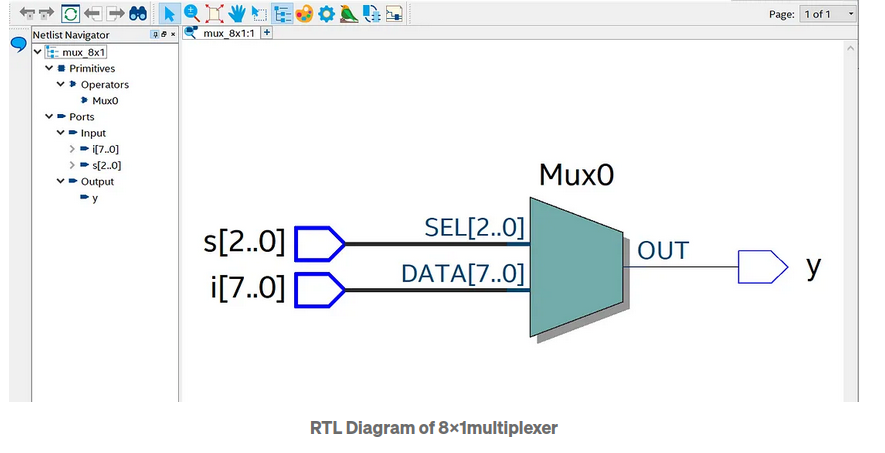 Page: 1 of 1
Netlist Navigator
mux_8x1:1
mux_8x1
Primitives
Operators
Mux0
Ports
Input
i[7..0]
s[2..0]
Output
y
Mux0
s[2..0]
SEL[2..0]
i[7..0]
DATA[7..0]
OUT
y
RTL Diagram of 8×1multiplexer